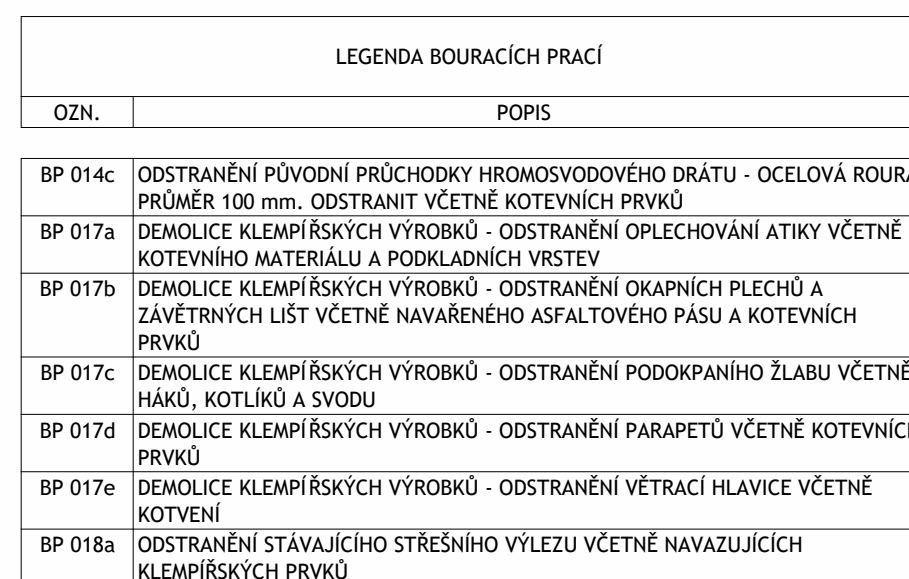 LEGENDA BOURACÍCH PRACÍ
OZN. POPIS
BP 014c ODSTRANĚNÍ PŮVODNÍ PRŮCHODKY HROMOSVODOVÉHO DRÁTU - OCELOVÁ ROURA
PRŮMĚR 100 mm. ODSTRANIT VČETNĚ KOTEVNÍCH PRVKŮ
BP 017a DEMOLICE KLEMPÍŘSKÝCH VÝROBKŮ - ODSTRANĚNÍ OPLECHOVÁNÍ ATIKY VČETNĚ
KOTEVNÍHO MATERIÁLU A PODKLADNÍCH VRSTEV
BP 017b DEMOLICE KLEMPÍŘSKÝCH VÝROBKŮ - ODSTRANĚNÍ OKAPNÍCH PLECHŮ A
ZÁVĚTRNÝCH LIŠT VČETNĚ NAVAŘENÉHO ASFALTOVÉHO PÁSU A KOTEVNÍCH
PRVKŮ
BP 017c DEMOLICE KLEMPÍŘSKÝCH VÝROBKŮ - ODSTRANĚNÍ PODOKPANÍHO ŽLABU VČETNĚ
HÁKŮ, KOTLÍKŮ A SVODU
BP 017d DEMOLICE KLEMPÍŘSKÝCH VÝROBKŮ - ODSTRANĚNÍ PARAPETŮ VČETNĚ KOTEVNÍCH
PRVKŮ
BP 017e DEMOLICE KLEMPÍŘSKÝCH VÝROBKŮ - ODSTRANĚNÍ VĚTRACÍ HLAVICE VČETNĚ
KOTVENÍ
BP 018a ODSTRANĚNÍ STÁVAJÍCÍHO STŘEŠNÍHO VÝLEZU VČETNĚ NAVAZUJÍCÍCH
KLEMPÍŘSKÝCH PRVKŮ